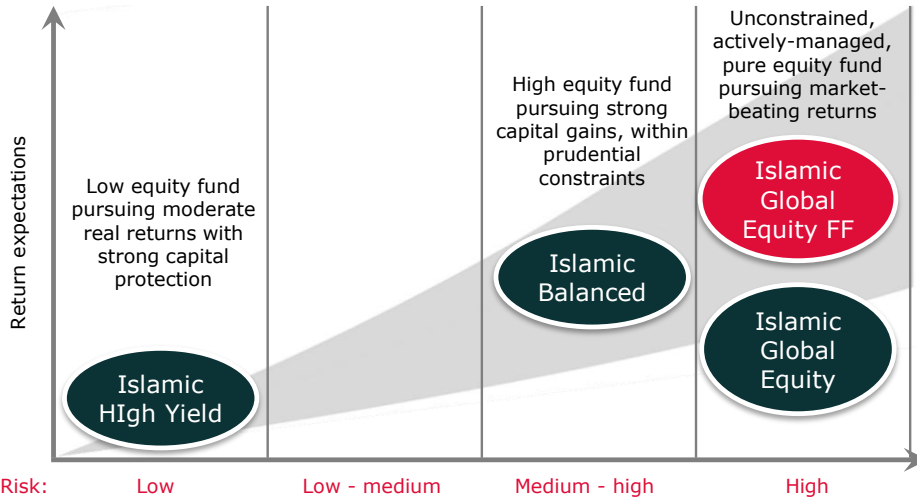 Return expectations
Low equity fund
pursuing moderate
real returns with
strong capital
protection
Islamic
HIgh Yield
High equity fund
pursuing strong
capital gains, within
prudential
constraints
Islamic
Balanced
Unconstrained,
actively-managed,
pure equity fund
pursuing market-
beating returns
Islamic
Global
Equity FF
Islamic
Global
Equity
Risk:
Low
Low - medium
Medium - high
High